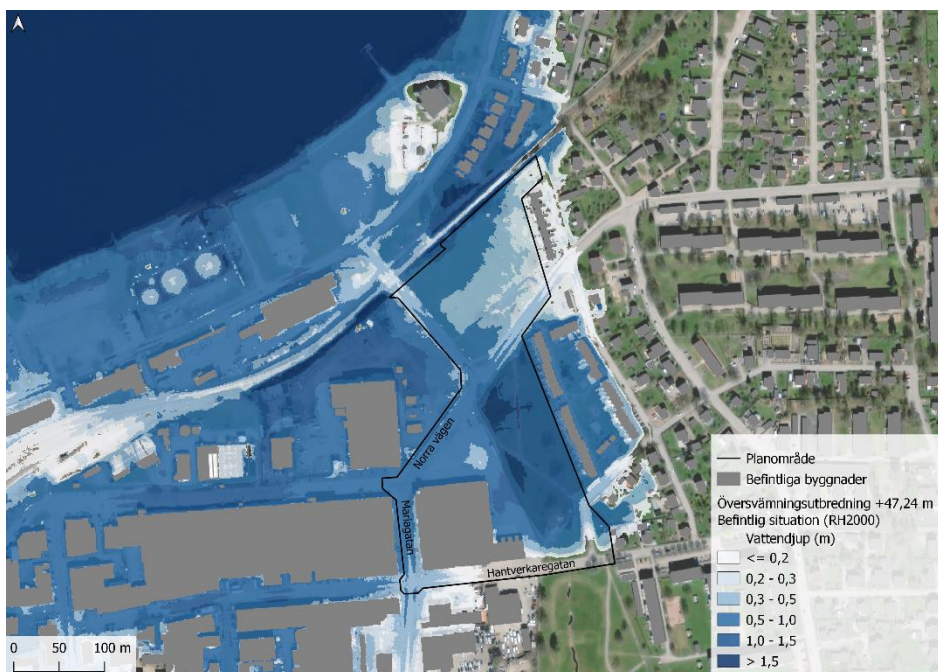 Norra vägen
Mariagatan
Hantverkaregatan
Planområde
Befintliga byggnader
Översvämningsutbredning +47,24 m
Befintlig situation (RH2000)
Vattendjup (m)
<= 0,2
0,2 - 0,3
0,3 - 0,5
0,5 - 1,0
1,0 - 1,5
> 1,5
0 50 100 m